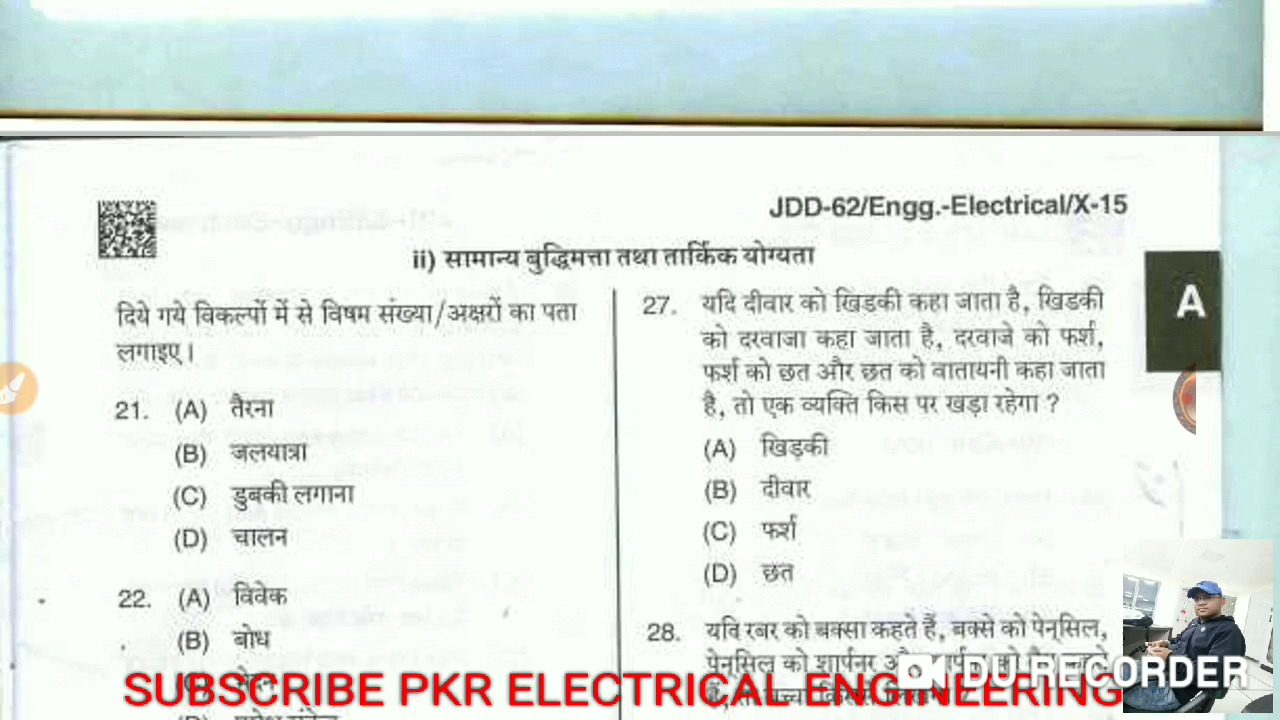 JDD-62/Engg.-Electrical/X-15
ii) सामान्य बुद्धिमत्ता तथा तार्किक योग्यता
A
दिये गये विकल्पों में से विषम संख्या/अक्षरों का पता
लगाइए।
21. (A) तैरना
(B) जलयात्रा
(C) डुबकी लगाना
(D) चालन
22. (A) विवेक
(B) बोध
27. यदि दीवार को खिडकी कहा जाता है, खिडकी
को दरवाजा कहा जाता है, दरवाजे को फर्श,
फर्श को छत और छत को वातायनी कहा जाता
है, तो एक व्यक्ति किस पर खड़ा रहेगा ?
(A) खिड़की
(B) दीवार
(C) फर्श
(D) छत
28. यदि रबर को बक्सा कहते हैं, बक्से को पेन्सिल,
पेन्सिल को शार्पनर
DU RECORDER
SUBSCRIBE PKR ELECTRICAL ENGINEERING